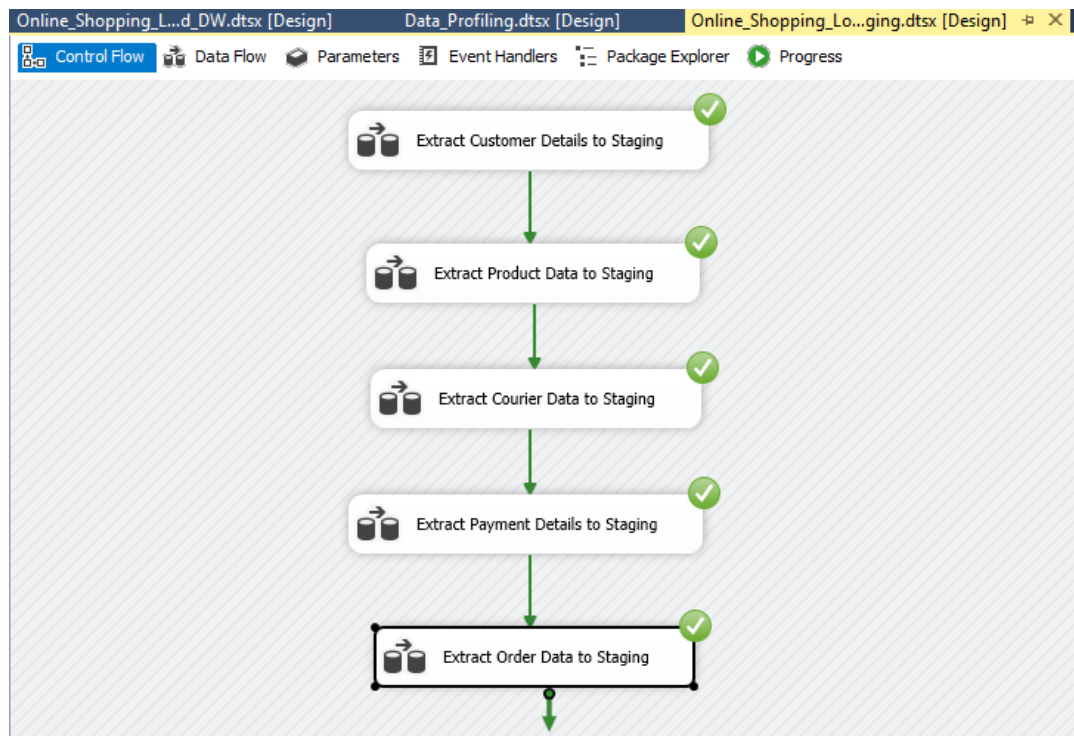 Online_Shopping_L...d_DW.dtsx [Design] Data_Profiling.dtsx [Design] Online_Shopping_Lo...ging.dtsx [Design]
Control Flow Data Flow Parameters Event Handlers Package Explorer Progress
Extract Customer Details to Staging
Extract Product Data to Staging
Extract Courier Data to Staging
Extract Payment Details to Staging
Extract Order Data to Staging